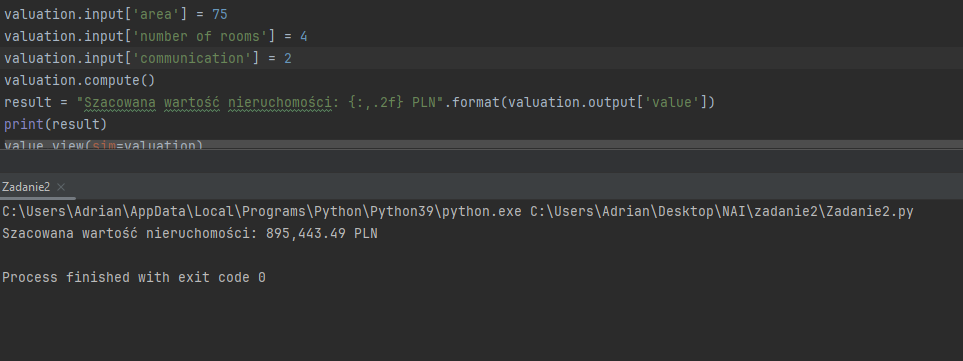 valuation.input['area'] = 75
valuation.input['number of rooms'] = 4
valuation.input['communication'] = 2
valuation.compute()
result = "Szacowana wartość nieruchomości: {:,.2f} PLN".format(valuation.output['value'])
print(result)
value.view(sim=valuation)
Zadanie2 ×
C:\Users\Adrian\AppData\Local\Programs\Python\Python39\python.exe C:\Users\Adrian\Desktop\NAI\zadanie2\Zadanie2.py
Szacowana wartość nieruchomości: 895,443.49 PLN
Process finished with exit code 0